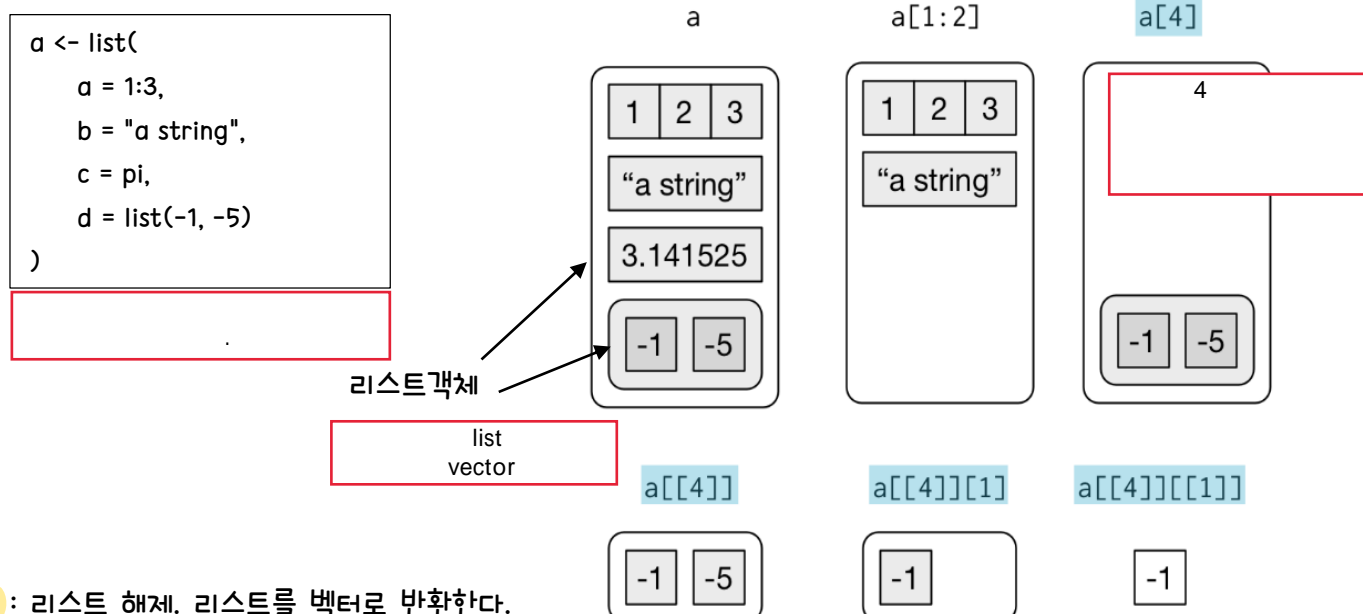 a <- list(
a = 1:3,
b = "a string",
c = pi,
d = list(-1, -5)
)
.
a
1 2 3
“a string”
3.141525
-1 -5
리스트객체
list
vector
a[1:2]
1 2 3
“a string”
a[4]
4
-1 -5
a[[4]]
-1 -5
a[[4]][1]
-1
a[[4]][[1]]
-1
: 리스트 해제. 리스트를 벡터로 반환한다.